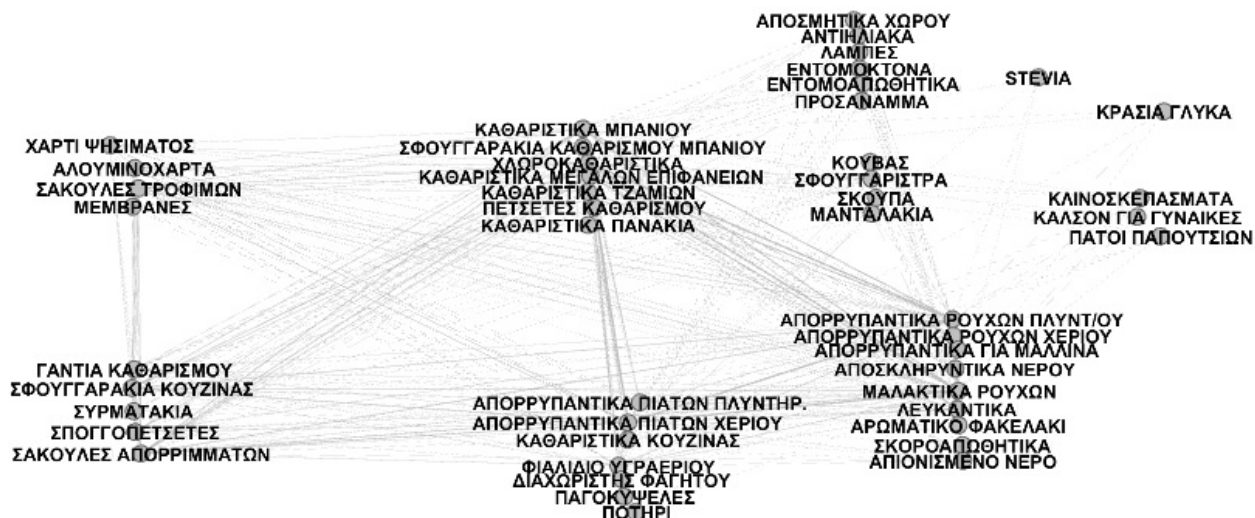 ΑΠΟΣΜΗΤΙΚΑ ΧΩΡΟΥ
ΑΝΤΙΗΛΙΑΚΑ
ΛΑΜΠΕΣ
ΕΝΤΟΜΟΚΤΟΝΑ
ΕΝΤΟΜΟΑΠΩΘΗΤΙΚΑ
ΠΡΟΣΑΝΑΜΜΑ
STEVIA
ΚΡΑΣΙΑ ΓΛΥΚΑ
ΧΑΡΤΙ ΨΗΣΙΜΑΤΟΣ
ΑΛΟΥΜΙΝΟΧΑΡΤΑ
ΣΑΚΟΥΛΕΣ ΤΡΟΦΙΜΩΝ
ΜΕΜΒΡΑΝΕΣ
ΚΑΘΑΡΙΣΤΙΚΑ ΜΠΑΝΙΟΥ
ΣΦΟΥΓΓΑΡΑΚΙΑ ΚΑΘΑΡΙΣΜΟΥ ΜΠΑΝΙΟΥ
ΧΛΩΡΟΚΑΘΑΡΙΣΤΙΚΑ
ΚΑΘΑΡΙΣΤΙΚΑ ΜΕΓΑΛΩΝ ΕΠΙΦΑΝΕΙΩΝ
ΚΑΘΑΡΙΣΤΙΚΑ ΤΖΑΜΙΩΝ
ΠΕΤΣΕΤΕΣ ΚΑΘΑΡΙΣΜΟΥ
ΚΑΘΑΡΙΣΤΙΚΑ ΠΑΝΑΚΙΑ
ΚΟΥΒΑΣ
ΣΦΟΥΓΓΑΡΙΣΤΡΑ
ΣΚΟΥΠΑ
ΜΑΝΤΑΛΑΚΙΑ
ΚΛΙΝΟΣΚΕΠΑΣΜΑΤΑ
ΚΑΛΣΟΝ ΓΙΑ ΓΥΝΑΙΚΕΣ
ΠΑΤΟΙ ΠΑΠΟΥΤΣΙΩΝ
ΓΑΝΤΙΑ ΚΑΘΑΡΙΣΜΟΥ
ΣΦΟΥΓΓΑΡΑΚΙΑ ΚΟΥΖΙΝΑΣ
ΣΥΡΜΑΤΑΚΙΑ
ΣΠΟΓΓΟΠΕΤΣΕΤΕΣ
ΣΑΚΟΥΛΕΣ ΑΠΟΡΡΙΜΜΑΤΩΝ
ΑΠΟΡΡΥΠΑΝΤΙΚΑ ΠΙΑΤΩΝ ΠΛΥΝΤΗΡ.
ΑΠΟΡΡΥΠΑΝΤΙΚΑ ΠΙΑΤΩΝ ΧΕΡΙΟΥ
ΚΑΘΑΡΙΣΤΙΚΑ ΚΟΥΖΙΝΑΣ
ΦΙΑΛΙΔΙΟ ΥΓΡΑΕΡΙΟΥ
ΔΙΑΧΩΡΙΣΤΗΣ ΦΑΓΗΤΟΥ
ΠΑΓΟΚΥΨΕΛΕΣ
ΠΟΤΗΡΙ
ΑΠΟΡΡΥΠΑΝΤΙΚΑ ΡΟΥΧΩΝ ΠΛΥΝΤ/ΟΥ
ΑΠΟΡΡΥΠΑΝΤΙΚΑ ΡΟΥΧΩΝ ΧΕΡΙΟΥ
ΑΠΟΡΡΥΠΑΝΤΙΚΑ ΓΙΑ ΜΑΛΛΙΝΑ
ΑΠΟΣΚΛΗΡΥΝΤΙΚΑ ΝΕΡΟΥ
ΜΑΛΑΚΤΙΚΑ ΡΟΥΧΩΝ
ΛΕΥΚΑΝΤΙΚΑ
ΑΡΩΜΑΤΙΚΟ ΦΑΚΕΛΑΚΙ
ΣΚΟΡΟΑΠΩΘΗΤΙΚΑ
ΑΠΙΟΝΙΣΜΕΝΟ ΝΕΡΟ